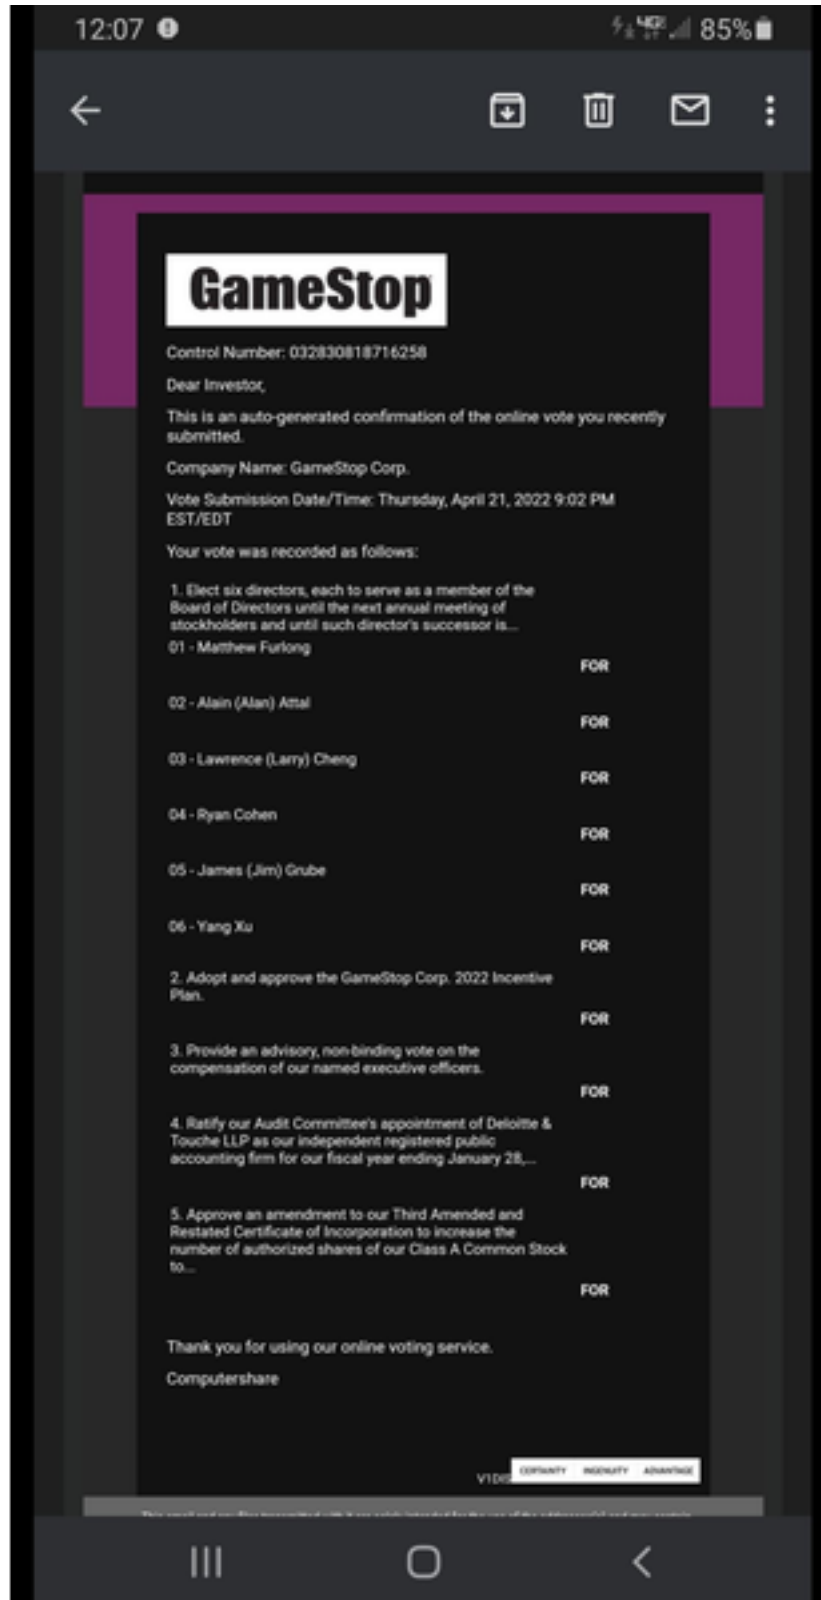 12:07
4G 85%
GameStop
Control Number: 032830818716258
Dear Investor,
This is an auto-generated confirmation of the online vote you recently
submitted.
Company Name: GameStop Corp.
Vote Submission Date/Time: Thursday, April 21, 2022 9:02 PM
EST/EDT
Your vote was recorded as follows:
1. Elect six directors, each to serve as a member of the
Board of Directors until the next annual meeting of
stockholders and until such director's successor is...
01 - Matthew Furlong
FOR
02 - Alain (Alan) Attal
FOR
03 - Lawrence (Larry) Cheng
FOR
04 - Ryan Cohen
FOR
05 - James (Jim) Grube
FOR
06 - Yang Xu
FOR
2. Adopt and approve the GameStop Corp. 2022 Incentive
Plan.
FOR
3. Provide an advisory, non-binding vote on the
compensation of our named executive officers.
FOR
4. Ratify our Audit Committee's appointment of Deloitte &
Touche LLP as our independent registered public
accounting firm for our fiscal year ending January 28,...
FOR
5. Approve an amendment to our Third Amended and
Restated Certificate of Incorporation to increase the
number of authorized shares of our Class A Common Stock
to...
FOR
Thank you for using our online voting service.
Computershare
CERTAINTY INGENUITY ADVANTAGE